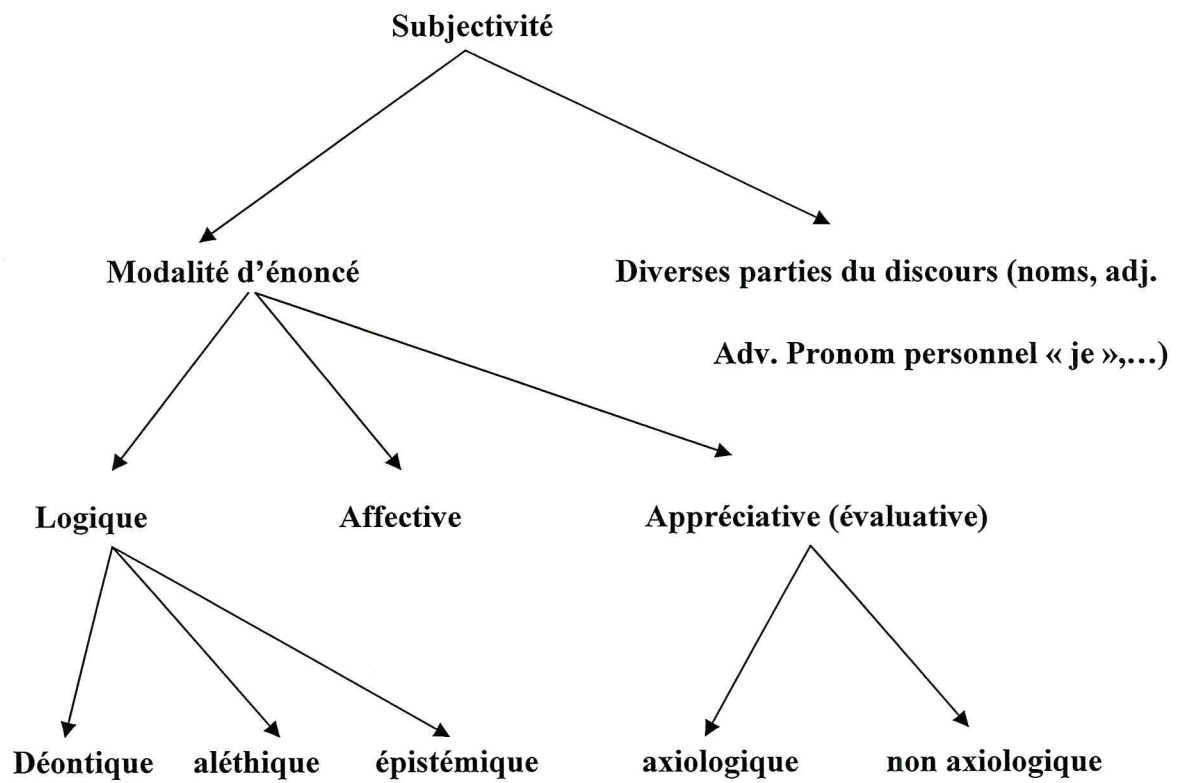 Subjectivité
Modalité d’énoncé
Diverses parties du discours (noms, adj.
Adv. Pronom personnel « je »,…)
Logique
Affective
Appréciative (évaluative)
Déontique
aléthique
épistémique
axiologique
non axiologique